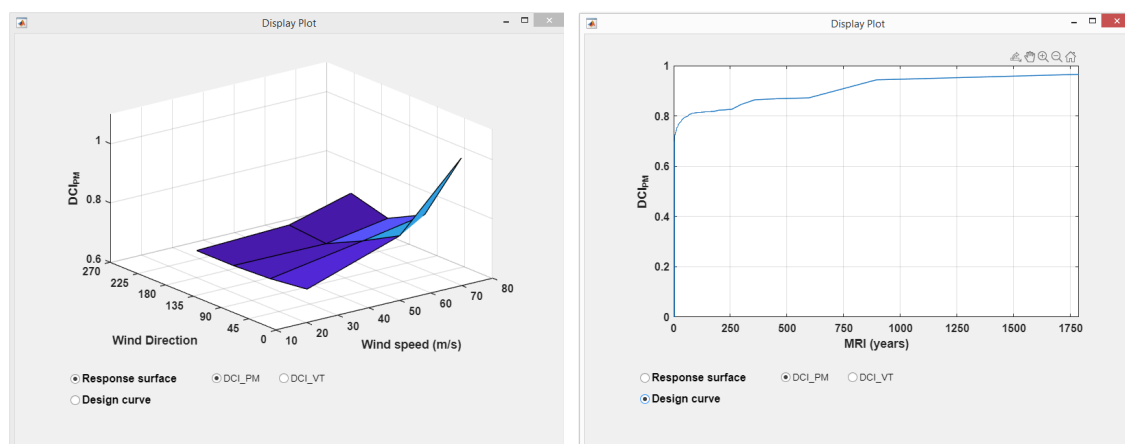 Display Plot
1
0.8
0.6
DCI_PM
270
225
180
135
90
45
0
Wind Direction
10
20
30
40
50
60
70
80
Wind speed (m/s)
Response surface
DCI_PM
DCI_VT
Design curve
Display Plot
1
0.8
0.6
0.4
0.2
0
DCI_PM
0
250
500
750
1000
1250
1500
1750
MRI (years)
Response surface
DCI_PM
DCI_VT
Design curve